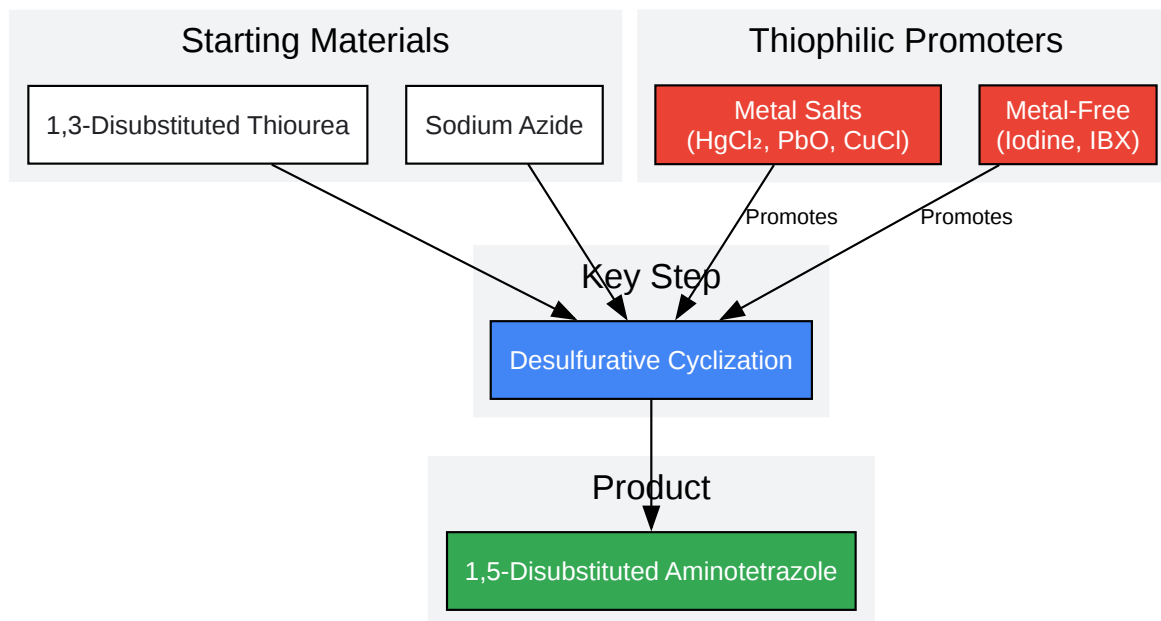 Starting Materials
Thiophilic Promoters
1,3-Disubstituted Thiourea
Sodium Azide
Metal Salts
(HgCl₂, PbO, CuCl)
Metal-Free
(Iodine, IBX)
Promotes
Promotes
Key Step
Desulfurative Cyclization
Product
1,5-Disubstituted Aminotetrazole